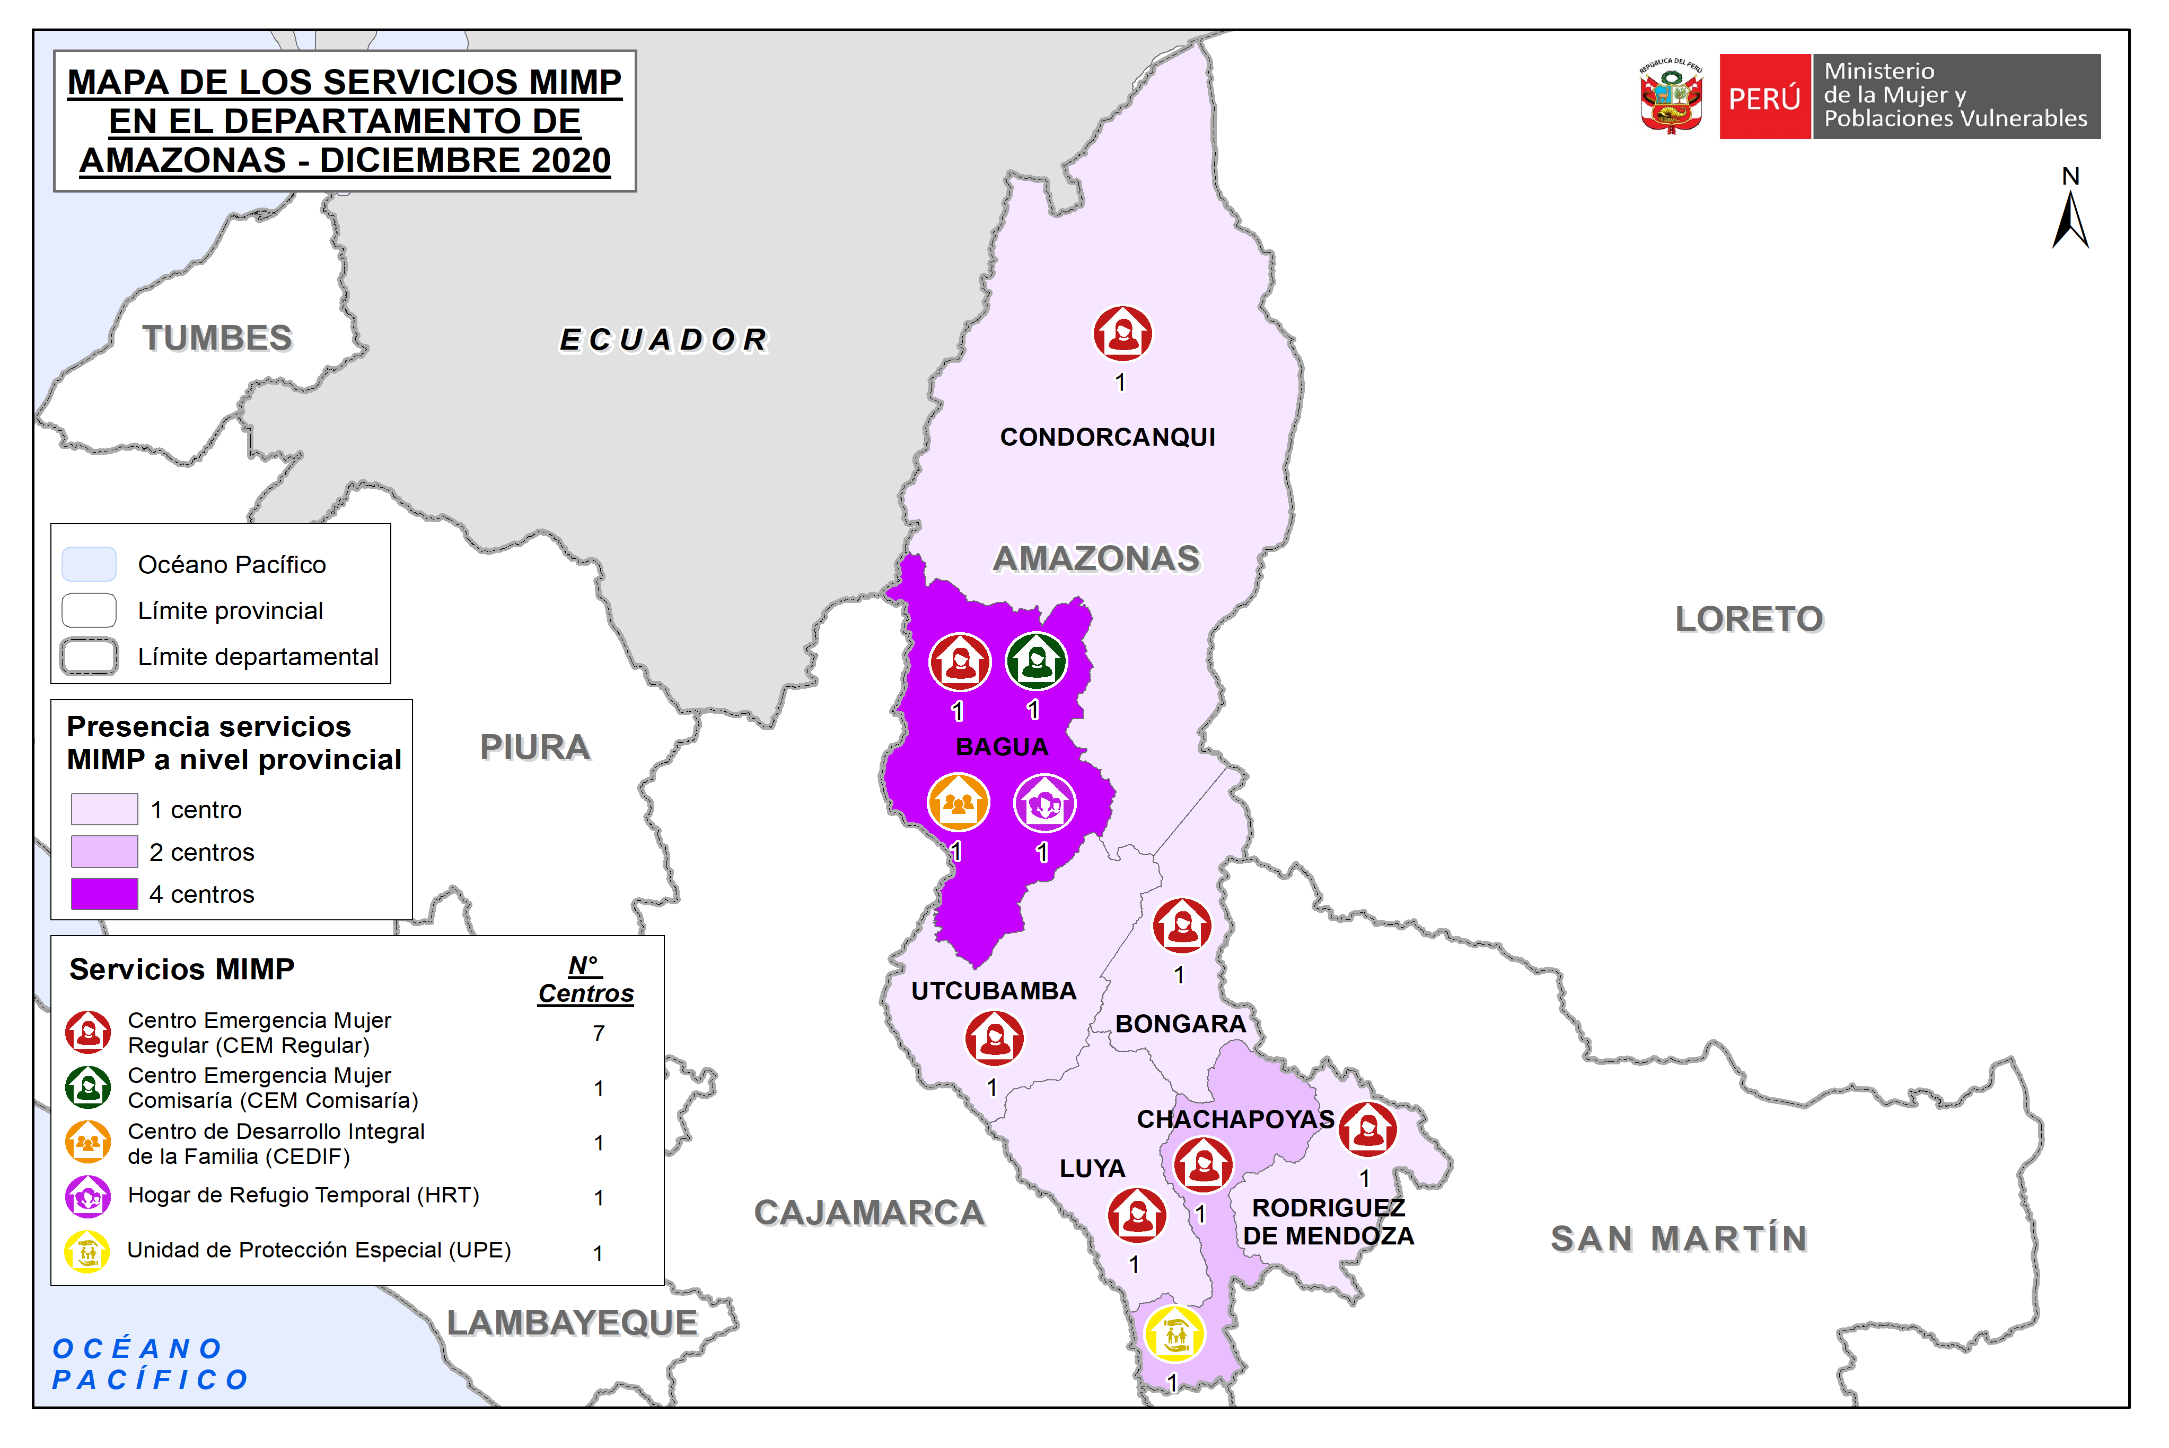 MAPA DE LOS SERVICIOS MIMP
EN EL DEPARTAMENTO DE
AMAZONAS - DICIEMBRE 2020
REPÚBLICA DEL PERÚ
PERÚ
Ministerio
de la Mujer y
Poblaciones Vulnerables
N
TUMBES
ECUADOR
1
CONDORCANQUI
AMAZONAS
LORETO
Océano Pacífico
Límite provincial
Límite departamental
PIURA
1
1
BAGUA
1
1
Presencia servicios
MIMP a nivel provincial
1 centro
2 centros
4 centros
Servicios MIMP
N°
Centros
Centro Emergencia Mujer
Regular (CEM Regular)
7
Centro Emergencia Mujer
Comisaría (CEM Comisaría)
1
Centro de Desarrollo Integral
de la Familia (CEDIF)
1
Hogar de Refugio Temporal (HRT)
1
Unidad de Protección Especial (UPE)
1
UTCUBAMBA
1
1
BONGARA
CHACHAPOYAS
1
LUYA
1
1
RODRIGUEZ
DE MENDOZA
1
CAJAMARCA
SAN MARTÍN
LAMBAYEQUE
OCÉANO
PACÍFICO